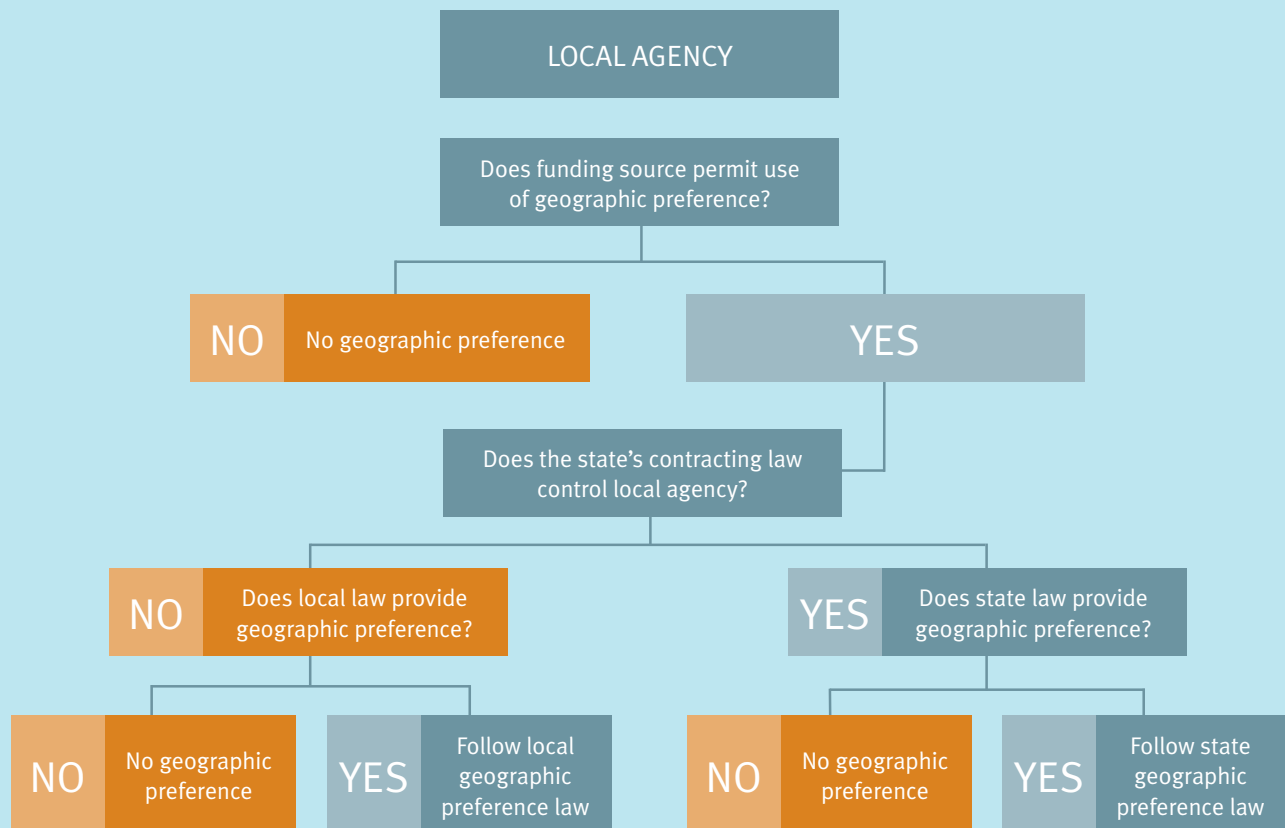 LOCAL AGENCY
Does funding source permit use
of geographic preference?
NO
No geographic preference
YES
Does the state’s contracting law
control local agency?
NO
Does local law provide
geographic preference?
YES
Does state law provide
geographic preference?
NO
No geographic
preference
YES
Follow local
geographic
preference law
NO
No geographic
preference
YES
Follow state
geographic
preference law